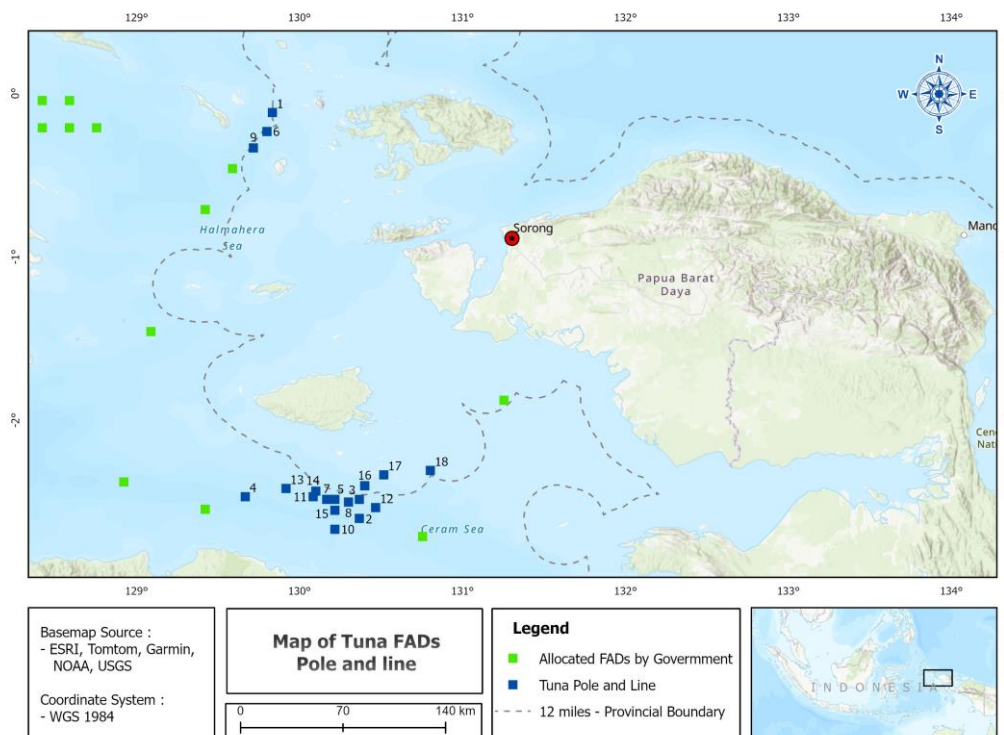 129°
130°
131°
132°
133°
134°
0°
-1°
-2°
N
W
E
S
1
6
9
Halmahera
Sea
Sorong
Mano
Papua Barat
Daya
Cen
Nat
18
17
16
13
14
4
11
7
5
3
12
15
8
2
10
Ceram Sea
129°
130°
131°
132°
133°
134°
Basemap Source :
- ESRI, Tomtom, Garmin,
NOAA, USGS
Coordinate System :
- WGS 1984
Map of Tuna FADs
Pole and line
0
70
140 km
Legend
Allocated FADs by Government
Tuna Pole and Line
12 miles - Provincial Boundary
INDONESIA